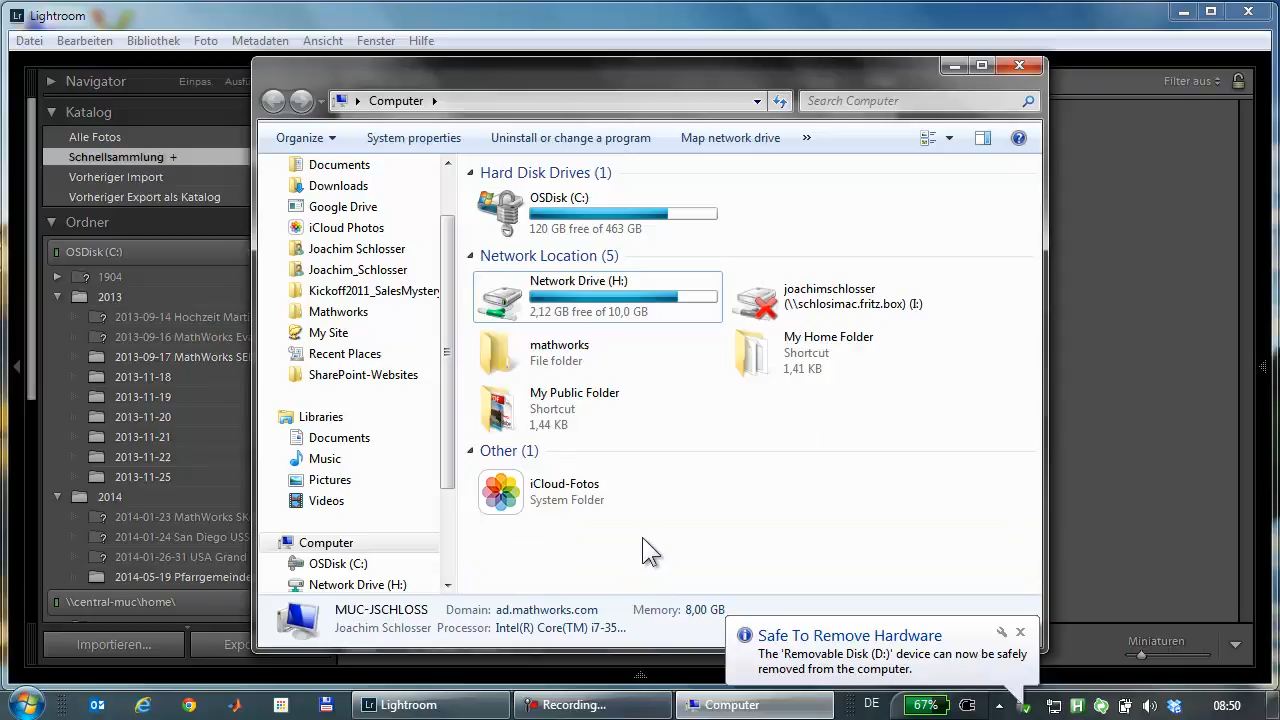 Lr Lightroom
Datei Bearbeiten Bibliothek Foto Metadaten Ansicht Fenster Hilfe
Navigator Einpas. Ausfü
Filter aus
Katalog
Alle Fotos
Schnellsammlung +
Vorheriger Import
Vorheriger Export als Katalog
Ordner
OSDisk (C:)
1904
2013
2013-09-14 Hochzeit Marti
2013-09-16 MathWorks Eva
2013-09-17 MathWorks SE
2013-11-18
2013-11-19
2013-11-20
2013-11-21
2013-11-22
2013-11-25
2014
2014-01-23 MathWorks SK
2014-01-24 San Diego US
2014-01-26-31 USA Grand
2014-05-19 Pfarrgemeinde
\\central-muc\home\
Importieren... Expo
Miniaturen
Computer
Search Computer
Organize System properties Uninstall or change a program Map network drive »
Documents
Downloads
Google Drive
iCloud Photos
Joachim Schlosser
Joachim_Schlosser
Kickoff2011_SalesMyster
Mathworks
My Site
Recent Places
SharePoint-Websites
Libraries
Documents
Music
Pictures
Videos
Computer
OSDisk (C:)
Network Drive (H:)
Hard Disk Drives (1)
OSDisk (C:)
120 GB free of 463 GB
Network Location (5)
Network Drive (H:)
2,12 GB free of 10,0 GB
joachimschlosser
(\\schlosimac.fritz.box) (I:)
mathworks
File folder
My Home Folder
Shortcut
1,41 KB
My Public Folder
Shortcut
1,44 KB
Other (1)
iCloud-Fotos
System Folder
MUC-JSCHLOSS Domain: ad.mathworks.com Memory: 8,00 GB
Joachim Schlosser Processor: Intel(R) Core(TM) i7-35...
Safe To Remove Hardware
The 'Removable Disk (D:)' device can now be safely
removed from the computer.
Lightroom Recording... Computer DE 67% 08:50